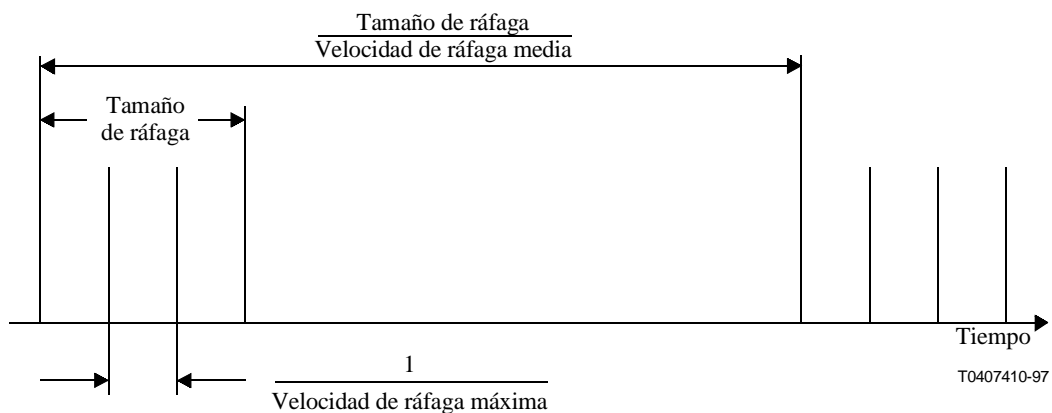 Tamaño de ráfaga
Velocidad de ráfaga media
Tamaño
de ráfaga
Tiempo
T0407410-97
1
Velocidad de ráfaga máxima